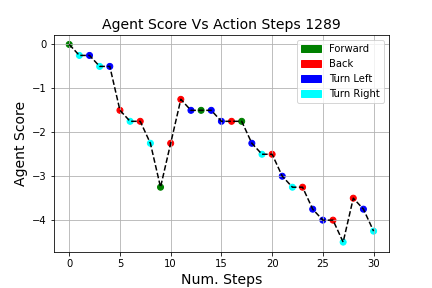 Agent Score Vs Action Steps 1289
Forward
Back
Turn Left
Turn Right
Agent Score
0
−1
−2
−3
−4
0
5
10
15
20
25
30
Num. Steps